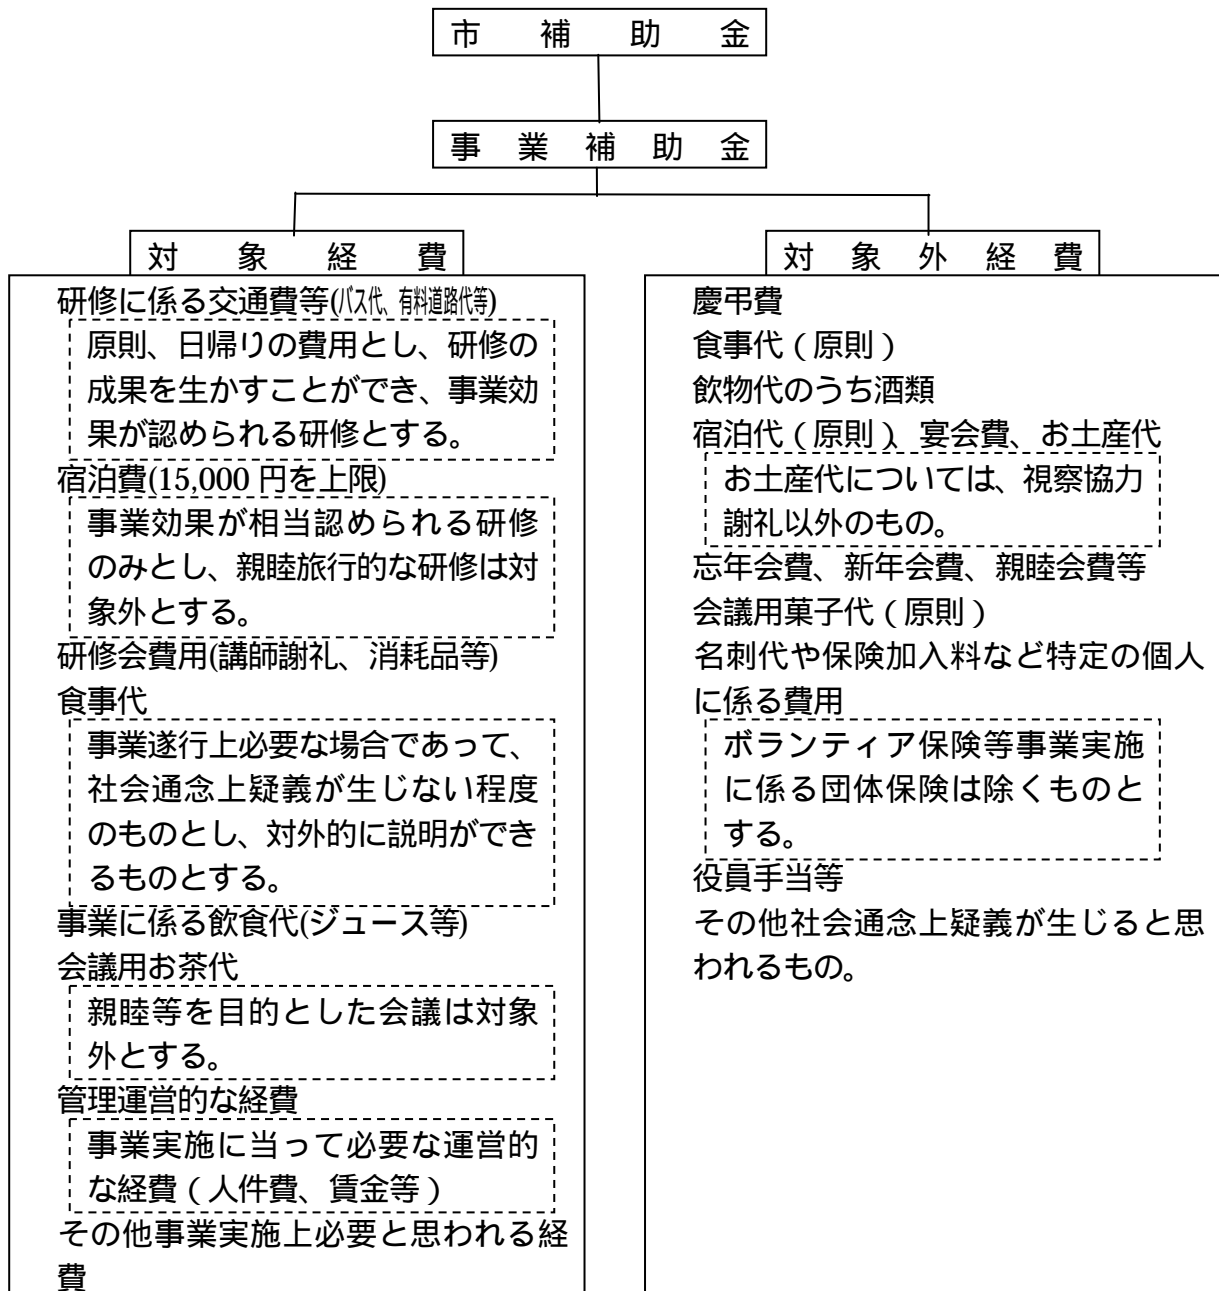 市補助金
事業補助金
対象経費
研修に係る交通費等(バス代、有料道路代等)
原則、日帰りの費用とし、研修の
成果を生かすことができ、事業効
果が認められる研修とする。
宿泊費(15,000 円を上限)
事業効果が相当認められる研修
のみとし、親睦旅行的な研修は対
象外とする。
研修会費用(講師謝礼、消耗品等)
食事代
事業遂行上必要な場合であって、
社会通念上疑義が生じない程度
のものとし、対外的に説明ができ
るものとする。
事業に係る飲食代(ジュース等)
会議用お茶代
親睦等を目的とした会議は対象
外とする。
管理運営的な経費
事業実施に当って必要な運営的
な経費（人件費、賃金等）
その他事業実施上必要と思われる経
費
対象外経費
慶弔費
食事代（原則）
飲物代のうち酒類
宿泊代（原則）、宴会費、お土産代
お土産代については、視察協力
謝礼以外のもの。
忘年会費、新年会費、親睦会費等
会議用菓子代（原則）
名刺代や保険加入料など特定の個人
に係る費用
ボランティア保険等事業実施
に係る団体保険は除くものと
する。
役員手当等
その他社会通念上疑義が生じると思
われるもの。